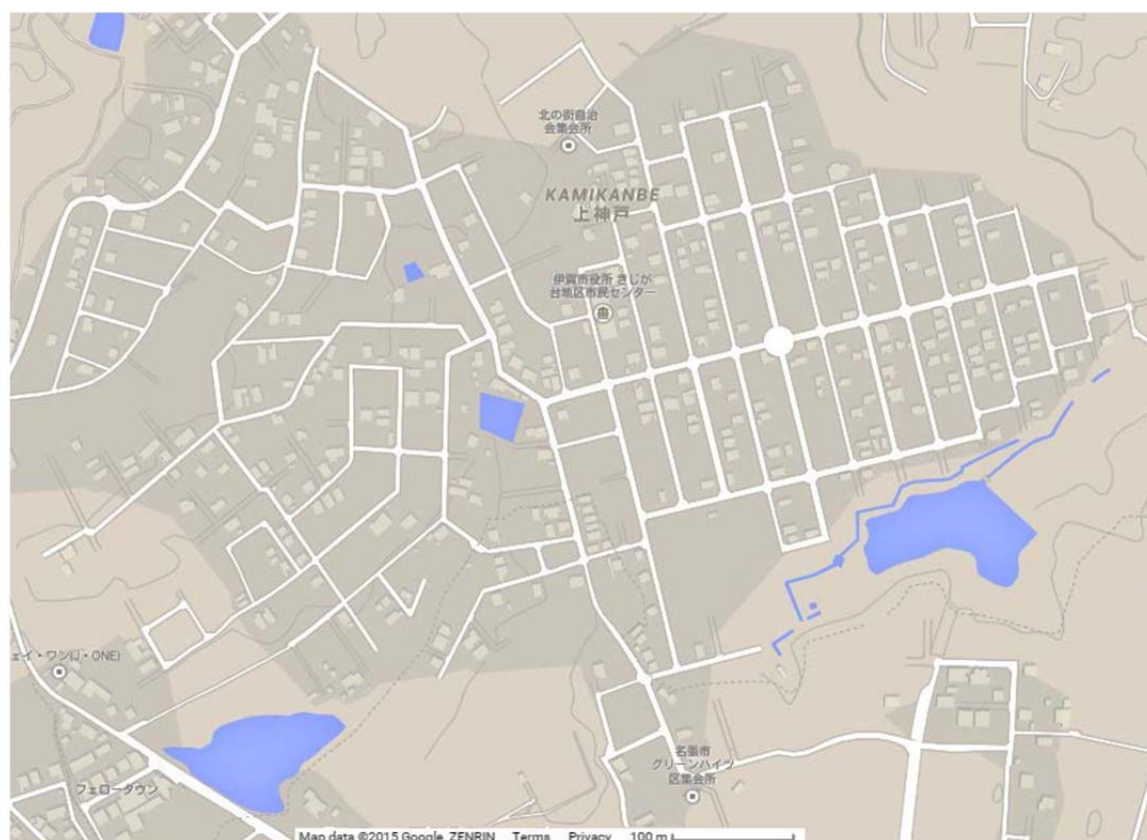 北の街自治
会集会所
KAMIKANBE
上神戸
伊賀市役所 きじが
台地区市民センター
ェイ・ワン(J・ONE)
フェロータウン
名張市
グリーンハイツ
区集会所
Map data ©2015 Google, ZENRIN Terms Privacy 100 m